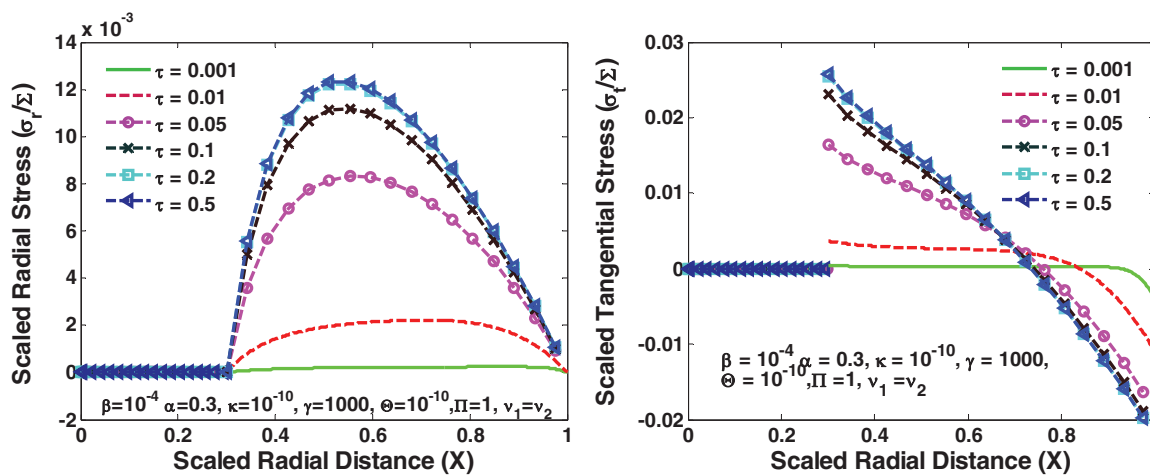 x 10⁻³
14
12
10
8
6
4
2
0
-2
0
0.2
0.4
0.6
0.8
1
Scaled Radial Stress (σr/Σ)
Scaled Radial Distance (X)
τ = 0.001
τ = 0.01
τ = 0.05
τ = 0.1
τ = 0.2
τ = 0.5
β=10⁻⁴ α=0.3, κ=10⁻¹⁰, γ=1000, Θ=10⁻¹⁰,Π=1, ν₁=ν₂
0.03
0.02
0.01
0
-0.01
-0.02
0
0.2
0.4
0.6
0.8
Scaled Tangential Stress (σt/Σ)
Scaled Radial Distance (X)
τ = 0.001
τ = 0.01
τ = 0.05
τ = 0.1
τ = 0.2
τ = 0.5
β = 10⁻⁴ α = 0.3, κ = 10⁻¹⁰, γ = 1000,
Θ = 10⁻¹⁰,Π =1, ν₁ =ν₂